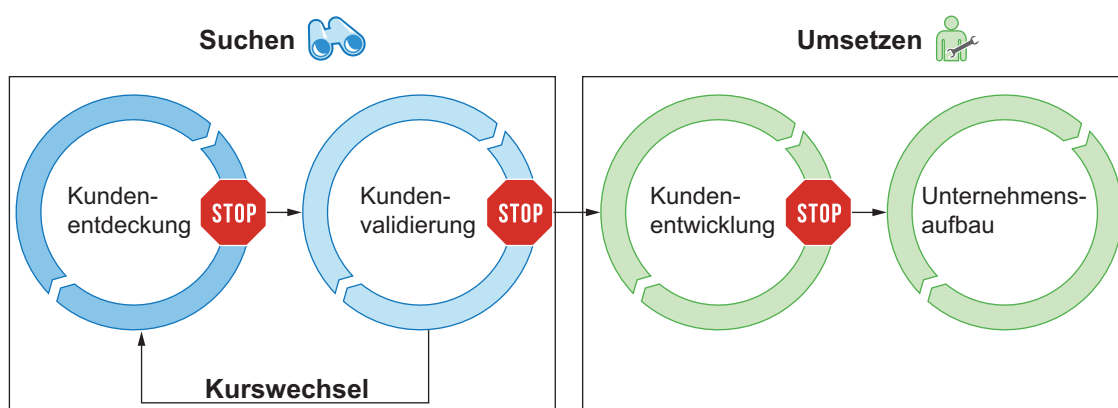 Suchen
Umsetzen
Kunden-
entdeckung
STOP
Kunden-
validierung
STOP
Kunden-
entwicklung
STOP
Unternehmens-
aufbau
Kurswechsel